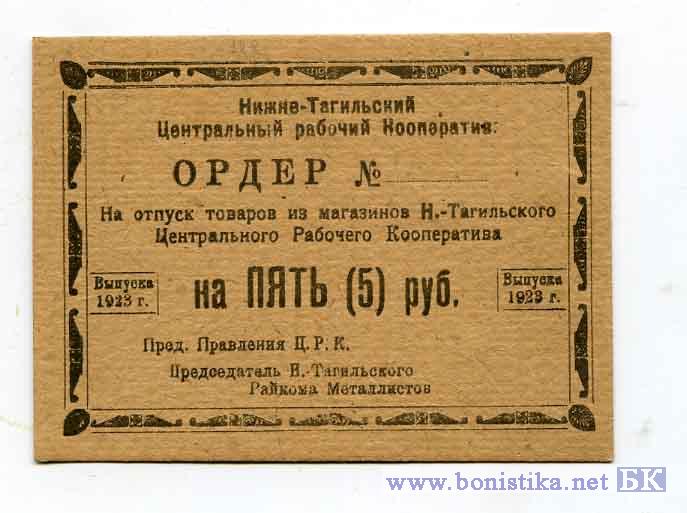 Нижне-Тагильский
Центральный рабочий Кооператив:
ОРДЕР №
На отпуск товаров из магазинов Н.-Тагильского
Центрального Рабочего Кооператива
Выпуска
1923 г.
на ПЯТЬ (5) руб.
Выпуска
1923 г.
Пред. Правления Ц. Р. К.
Председатель Н.-Тагильского
Райкома Металлистов
www.bonistika.net БК